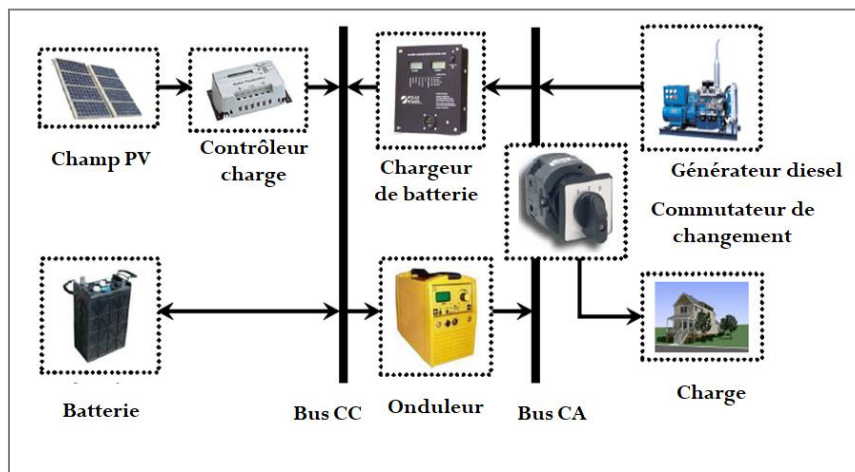 Champ PV
Contrôleur
charge
Chargeur
de batterie
Générateur diesel
Commutateur de
changement
Batterie
Bus CC
Onduleur
Bus CA
Charge